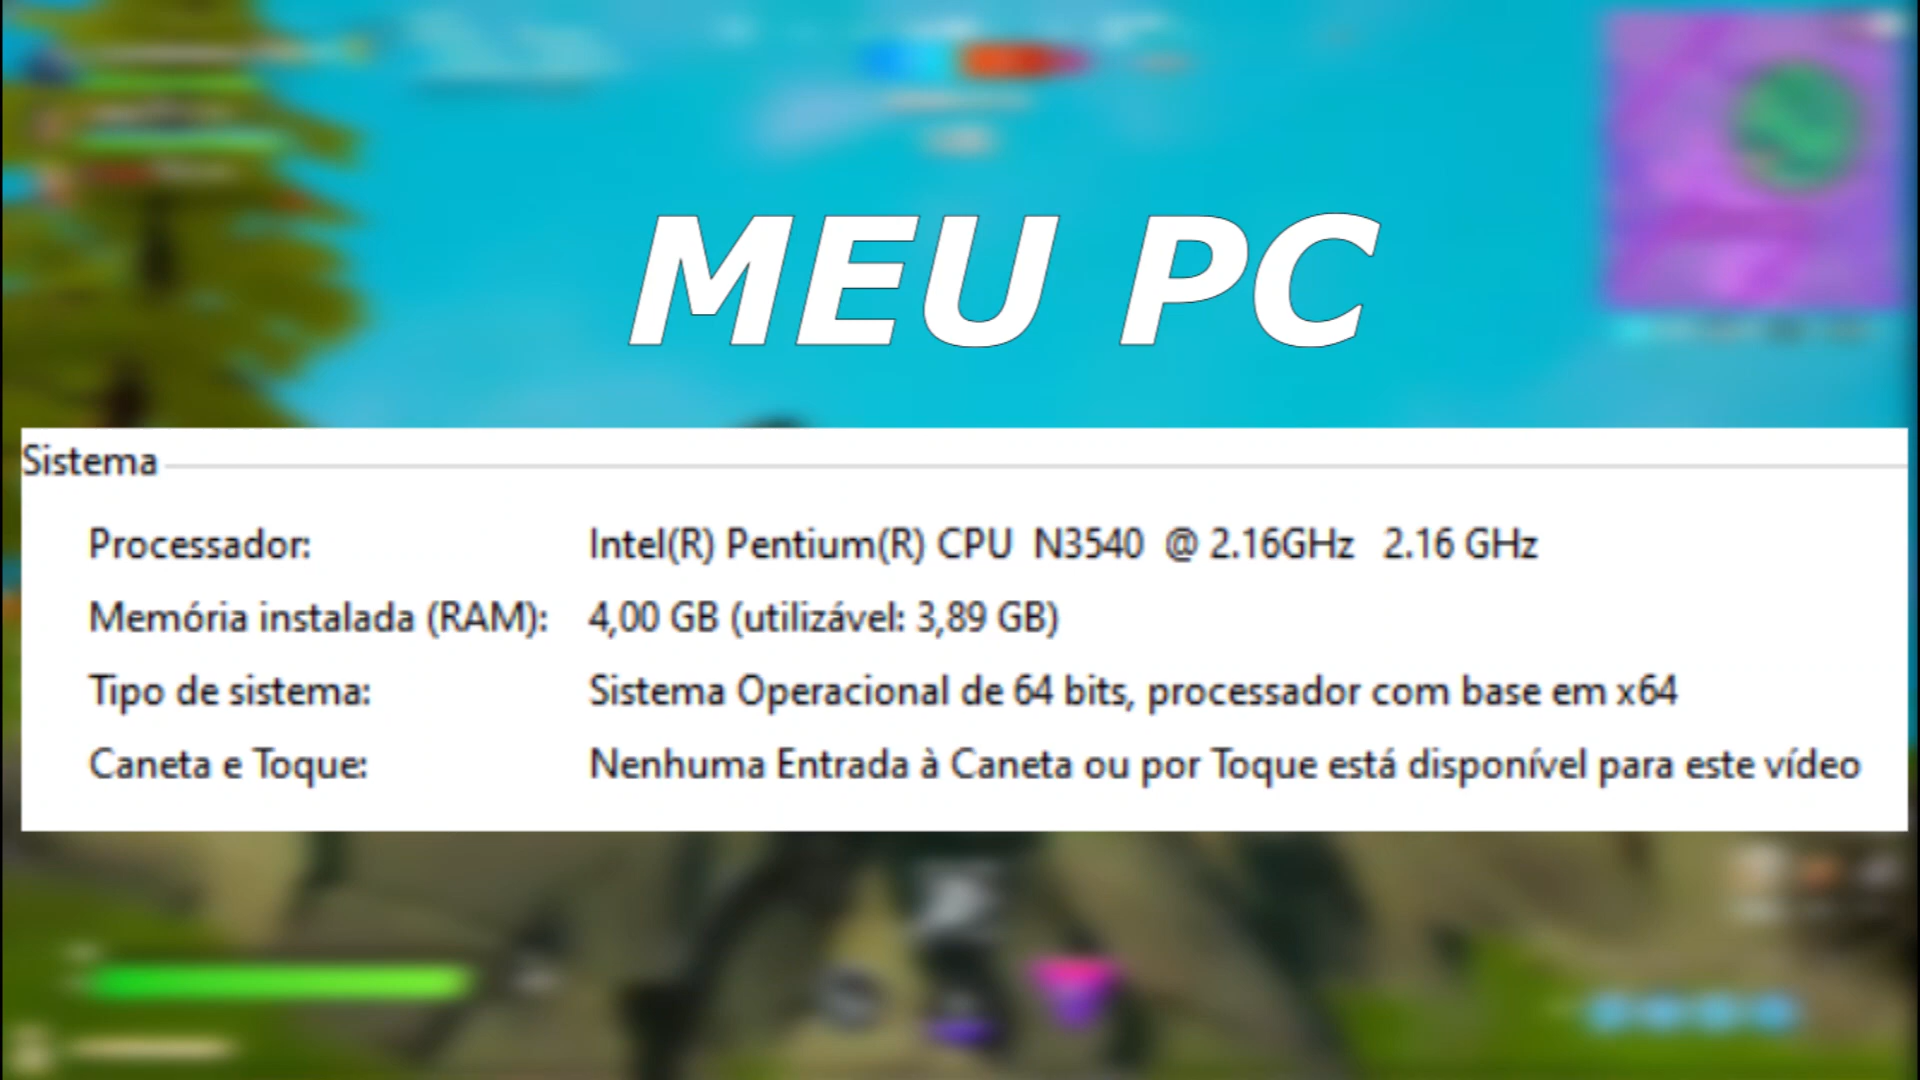 MEU PC
Sistema
Processador: Intel(R) Pentium(R) CPU N3540 @ 2.16GHz 2.16 GHz
Memória instalada (RAM): 4,00 GB (utilizável: 3,89 GB)
Tipo de sistema: Sistema Operacional de 64 bits, processador com base em x64
Caneta e Toque: Nenhuma Entrada à Caneta ou por Toque está disponível para este vídeo